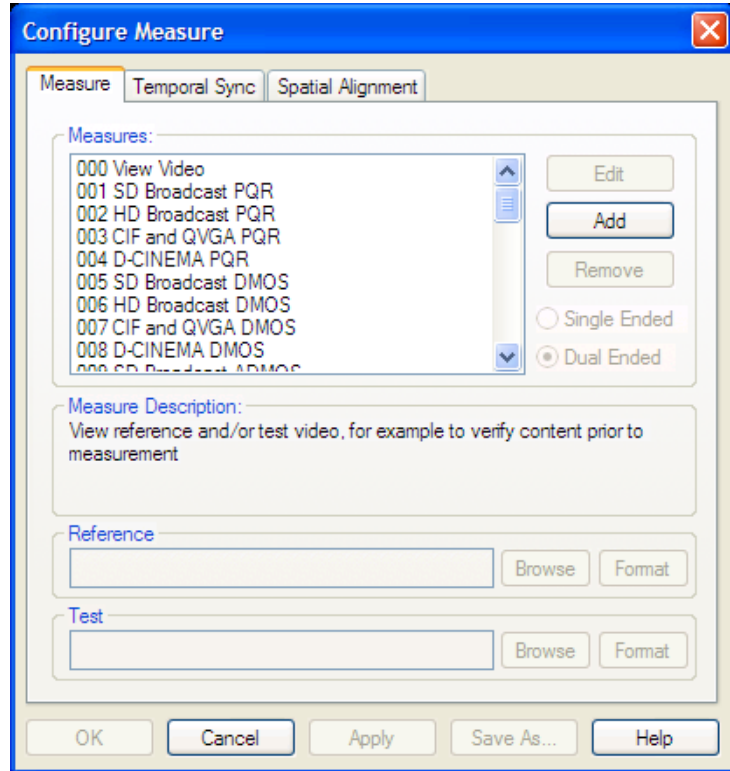 Configure Measure
Measure
Temporal Sync
Spatial Alignment
Measures:
000 View Video
001 SD Broadcast PQR
002 HD Broadcast PQR
003 CIF and QVGA PQR
004 D-CINEMA PQR
005 SD Broadcast DMOS
006 HD Broadcast DMOS
007 CIF and QVGA DMOS
008 D-CINEMA DMOS
009 SD Broadcast ADMOS
Edit
Add
Remove
Single Ended
Dual Ended
Measure Description:
View reference and/or test video, for example to verify content prior to
measurement
Reference
Browse
Format
Test
Browse
Format
OK
Cancel
Apply
Save As...
Help